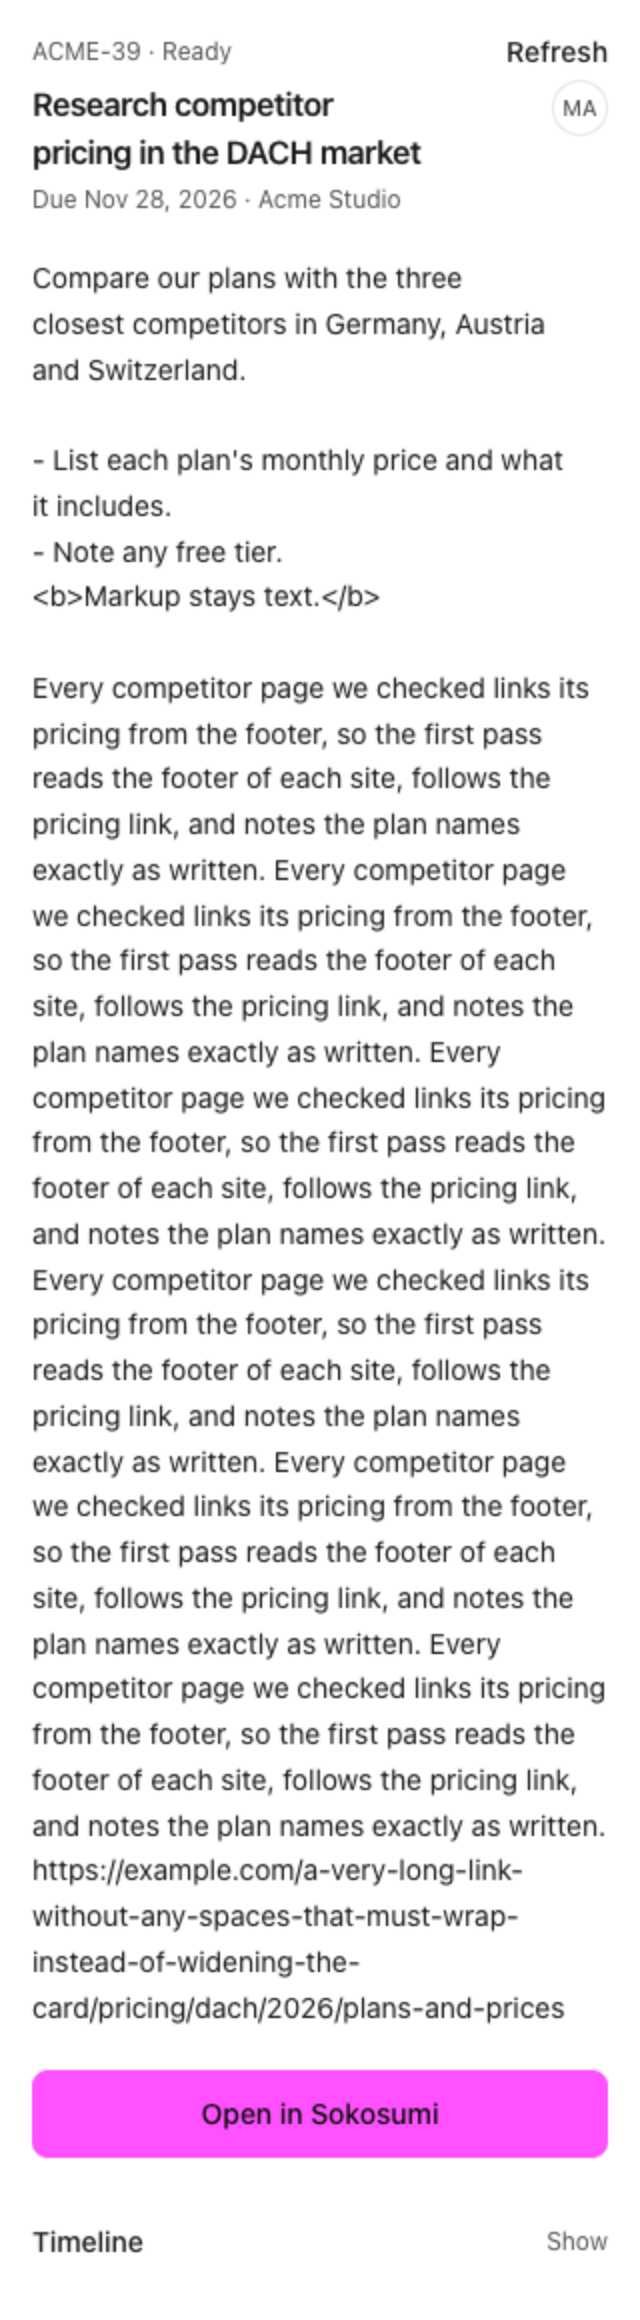 ACME-39 · Ready
Refresh
Research competitor
pricing in the DACH market
MA
Due Nov 28, 2026 · Acme Studio
Compare our plans with the three
closest competitors in Germany, Austria
and Switzerland.
- List each plan's monthly price and what
it includes.
- Note any free tier.
<b>Markup stays text.</b>
Every competitor page we checked links its
pricing from the footer, so the first pass
reads the footer of each site, follows the
pricing link, and notes the plan names
exactly as written. Every competitor page
we checked links its pricing from the footer,
so the first pass reads the footer of each
site, follows the pricing link, and notes the
plan names exactly as written. Every
competitor page we checked links its pricing
from the footer, so the first pass reads the
footer of each site, follows the pricing link,
and notes the plan names exactly as written.
Every competitor page we checked links its
pricing from the footer, so the first pass
reads the footer of each site, follows the
pricing link, and notes the plan names
exactly as written. Every competitor page
we checked links its pricing from the footer,
so the first pass reads the footer of each
site, follows the pricing link, and notes the
plan names exactly as written. Every
competitor page we checked links its pricing
from the footer, so the first pass reads the
footer of each site, follows the pricing link,
and notes the plan names exactly as written.
https://example.com/a-very-long-link-
without-any-spaces-that-must-wrap-
instead-of-widening-the-
card/pricing/dach/2026/plans-and-prices
Open in Sokosumi
Timeline
Show